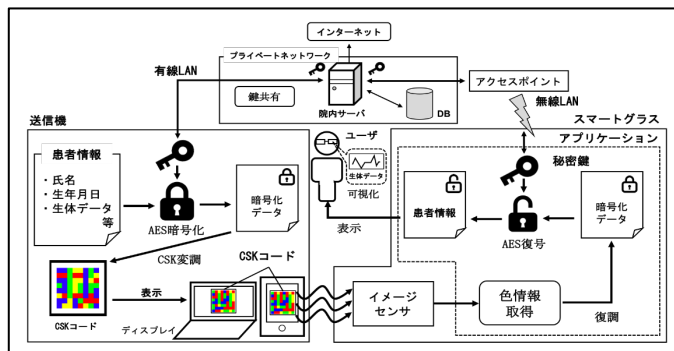 インターネット
プライベートネットワーク
有線LAN
鍵共有
院内サーバ
DB
アクセスポイント
無線LAN
送信機
患者情報
・氏名
・生年月日
・生体データ
等
AES暗号化
暗号化
データ
CSK変調
CSKコード
CSKコード
表示
ディスプレイ
ユーザ
生体データ
可視化
表示
スマートグラス
アプリケーション
秘密鍵
患者情報
AES復号
暗号化
データ
イメージ
センサ
色情報
取得
復調